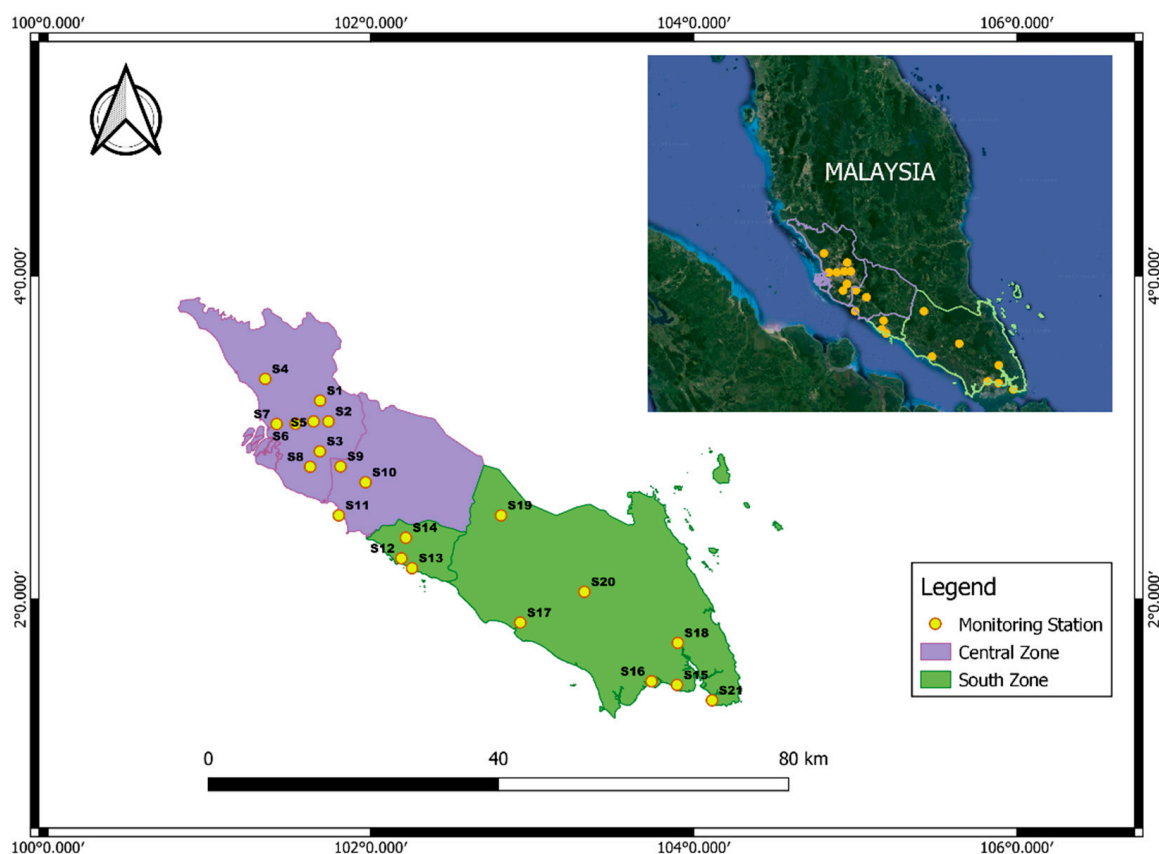 100°0.000′ 102°0.000′ 104°0.000′ 106°0.000′
MALAYSIA
4°0.000′ 4°0.000′
S4
S1
S7 S5 S2
S6
S3
S8 S9
S10
S11
S19
S14
S12 S13
S20
2°0.000′ 2°0.000′
S17
S18
S16 S15
S21
Legend
Monitoring Station
Central Zone
South Zone
0 40 80 km
100°0.000′ 102°0.000′ 104°0.000′ 106°0.000′